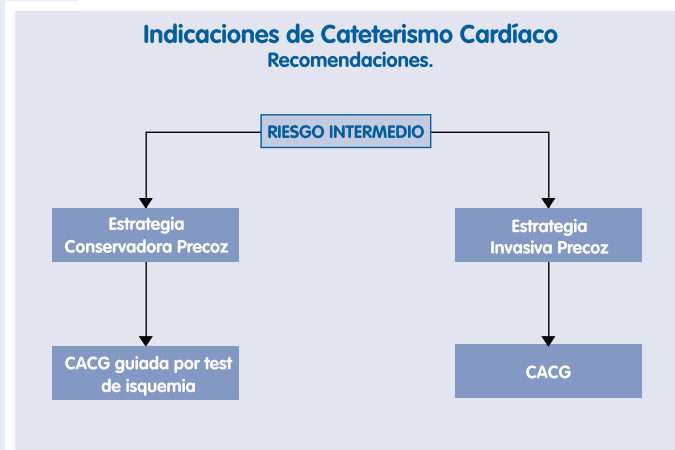 Indicaciones de Cateterismo Cardíaco
Recomendaciones.
RIESGO INTERMEDIO
Estrategia
Conservadora Precoz
Estrategia
Invasiva Precoz
CACG guiada por test
de isquemia
CACG